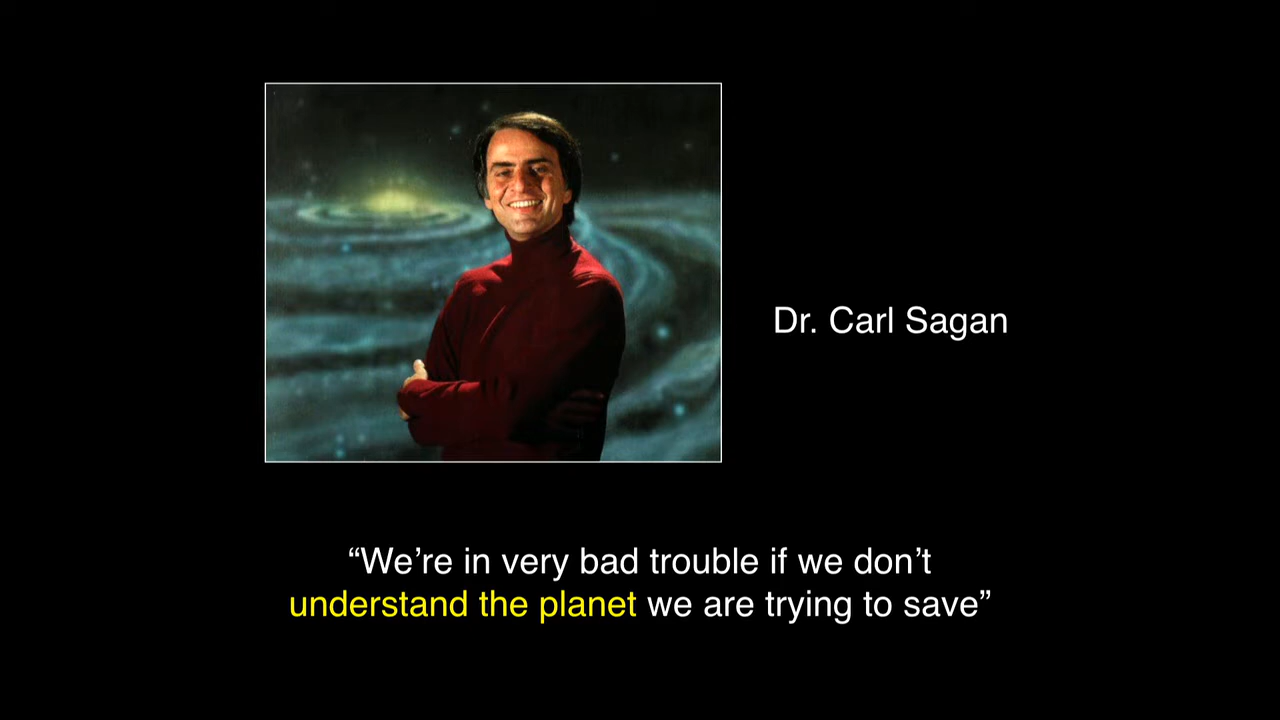 Dr. Carl Sagan
“We’re in very bad trouble if we don’t
understand the planet we are trying to save”